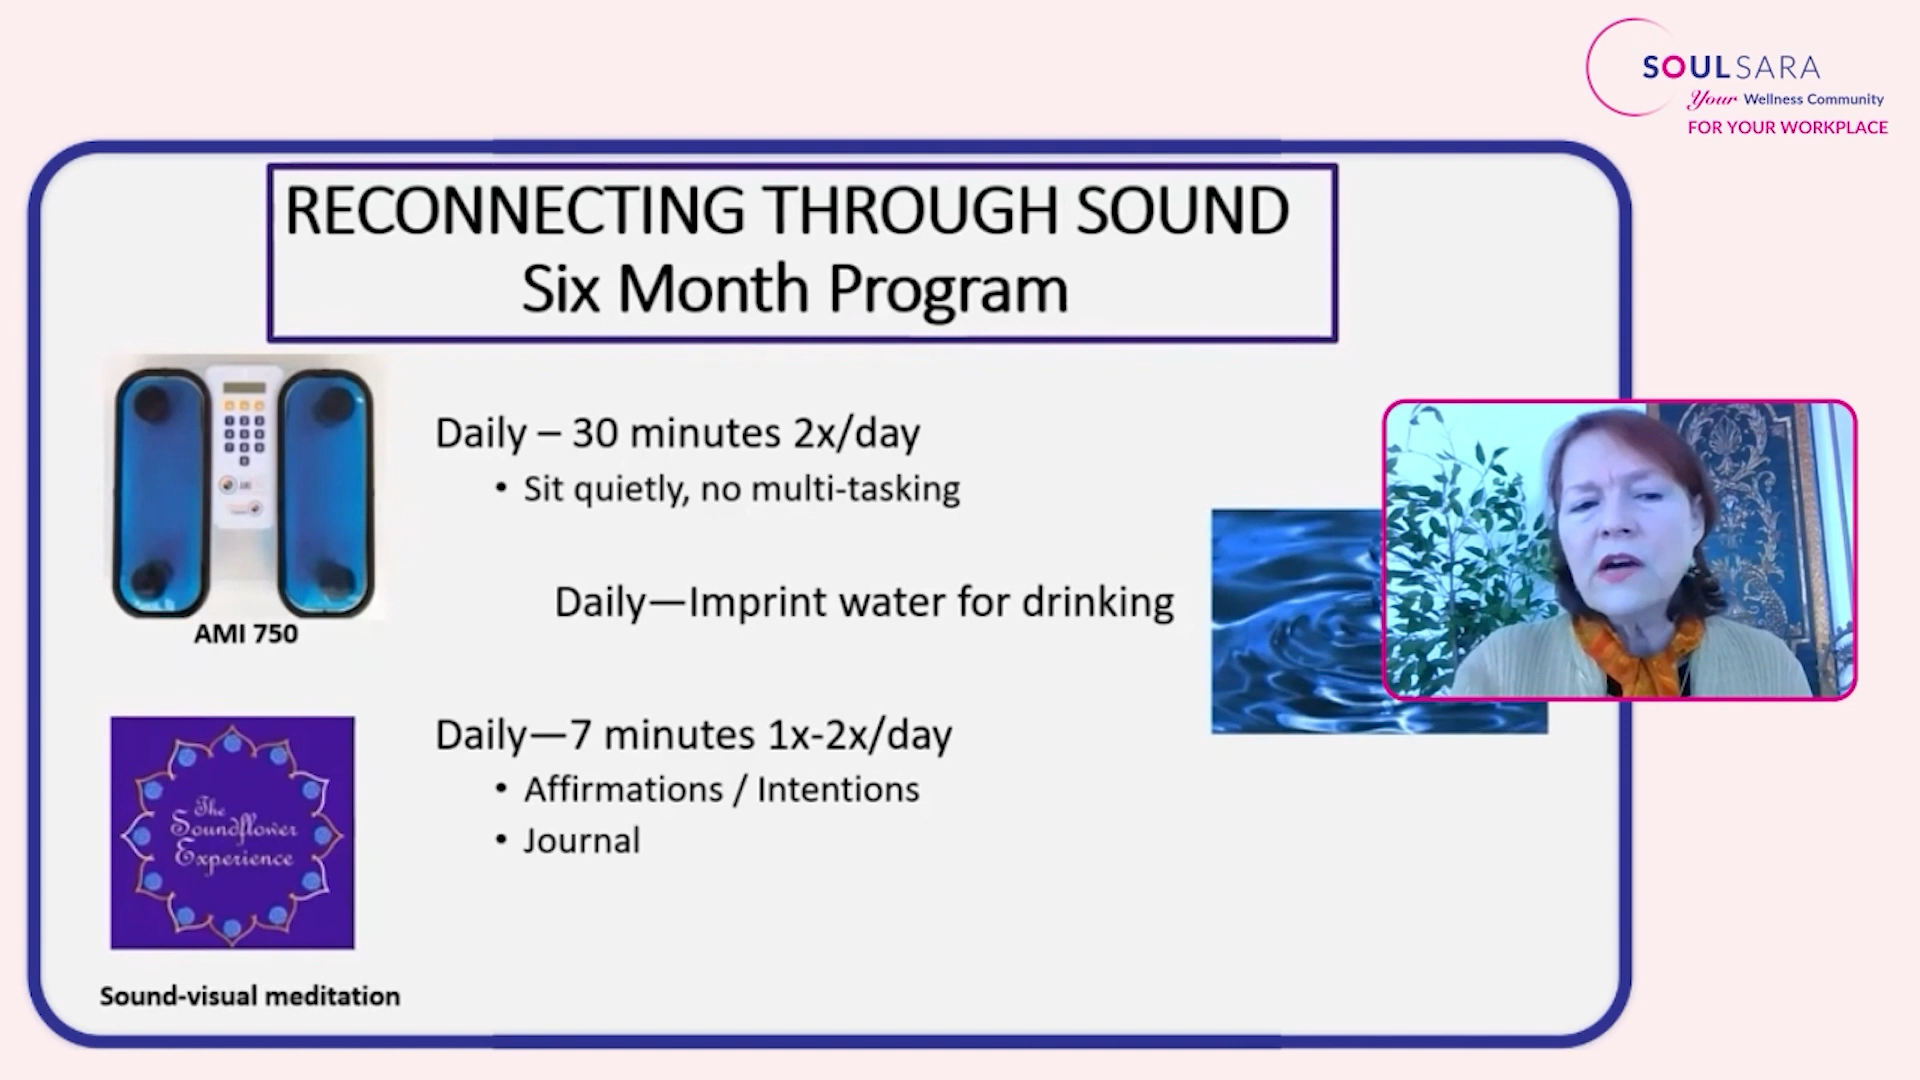 SOULSARA
Your Wellness Community
FOR YOUR WORKPLACE
RECONNECTING THROUGH SOUND
Six Month Program
Daily – 30 minutes 2x/day
• Sit quietly, no multi-tasking
Daily—Imprint water for drinking
AMI 750
Daily—7 minutes 1x-2x/day
• Affirmations / Intentions
• Journal
The
Soundflower
Experience
Sound-visual meditation